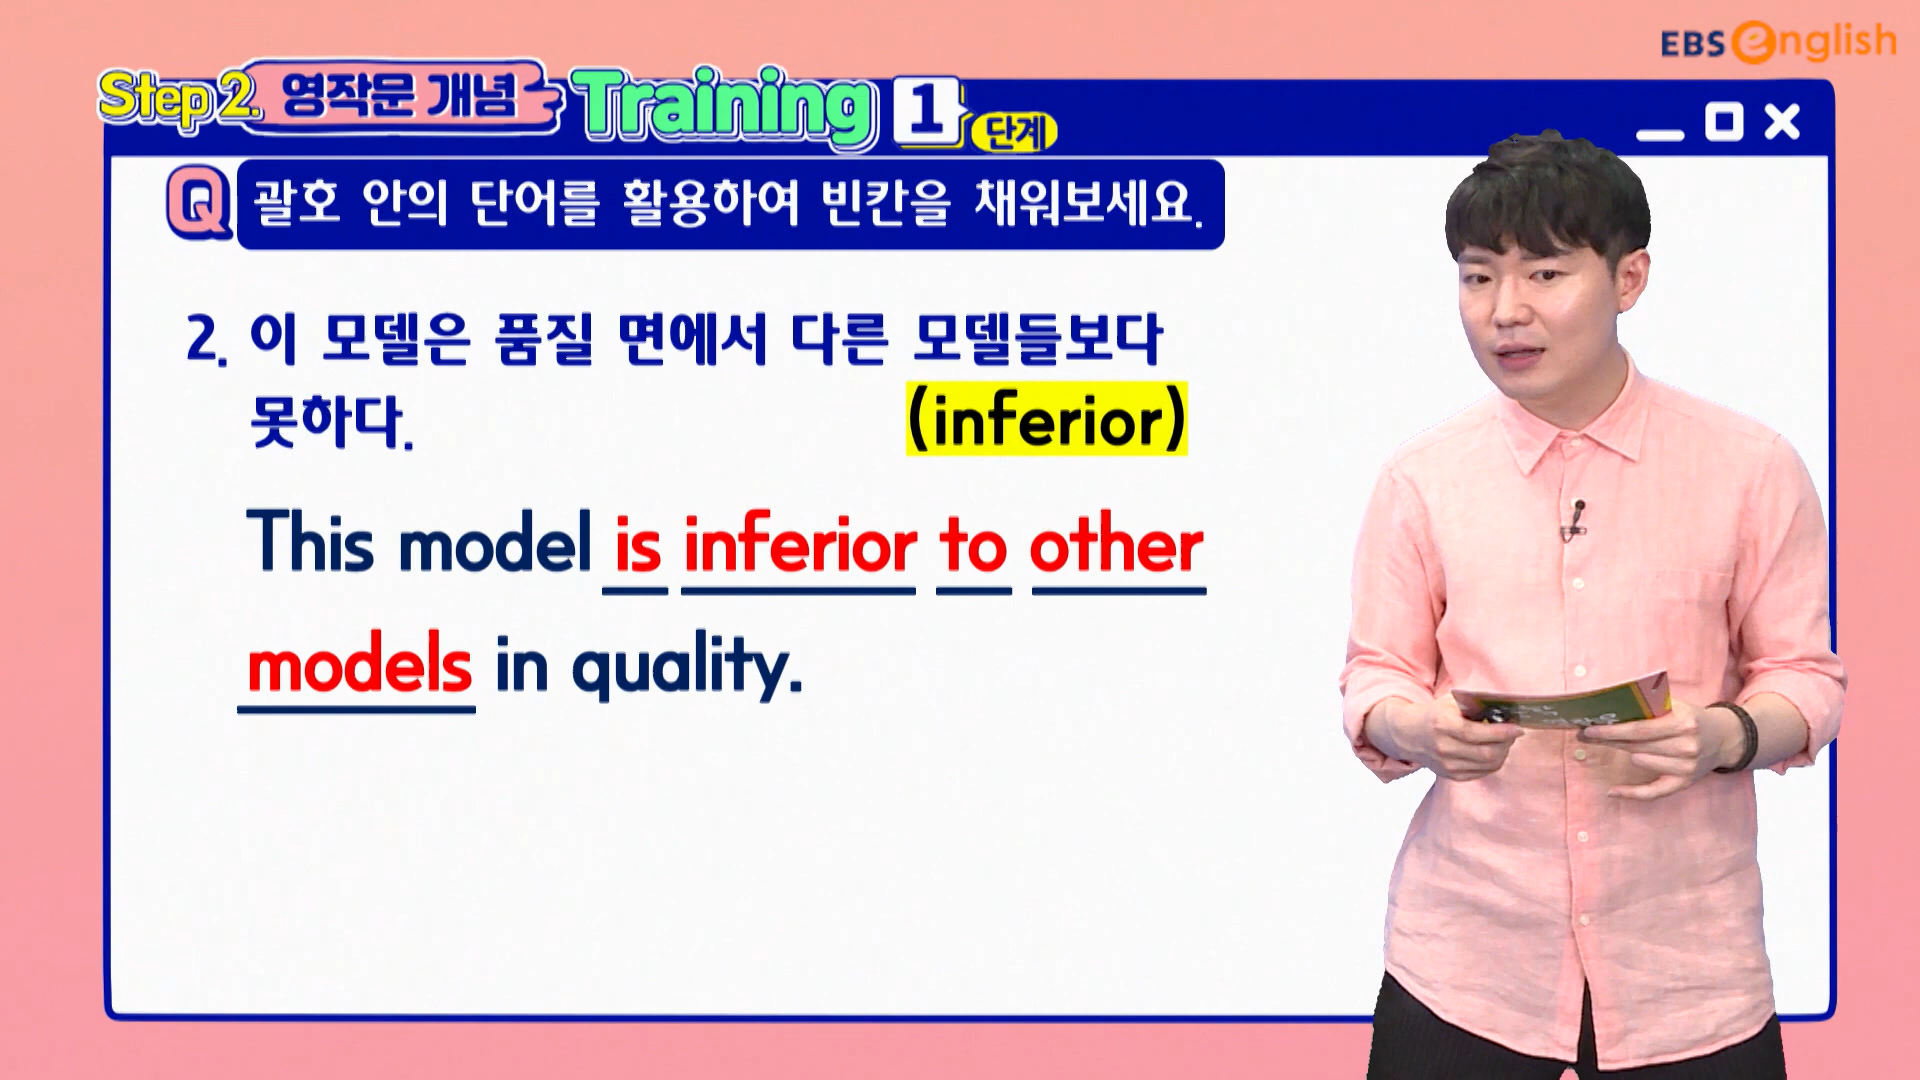 EBS english
Step 2. 영작문 개념 Training 1 단계
Q 괄호 안의 단어를 활용하여 빈칸을 채워보세요.
2. 이 모델은 품질 면에서 다른 모델들보다
못하다. (inferior)
This model is inferior to other
models in quality.